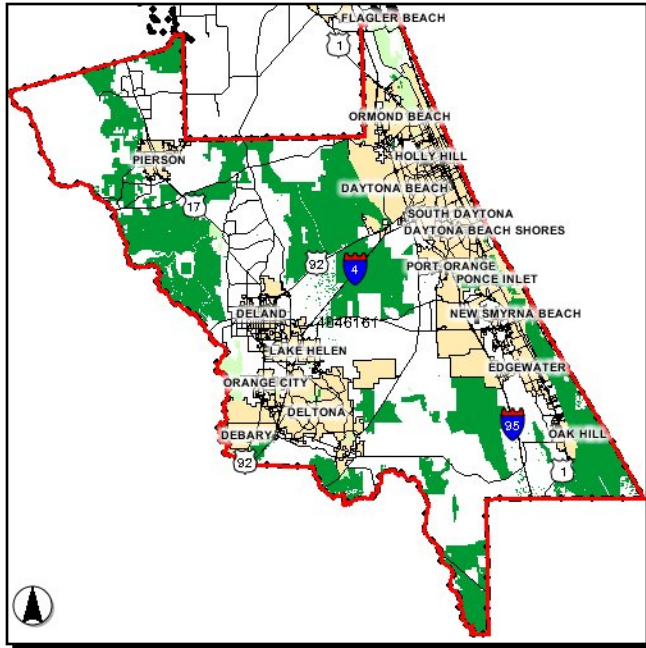 FLAGLER BEACH
1
ORMOND BEACH
HOLLY HILL
PIERSON
DAYTONA BEACH
17
SOUTH DAYTONA
DAYTONA BEACH SHORES
92
4
PORT ORANGE
PONCE INLET
DELAND
4846161
NEW SMYRNA BEACH
LAKE HELEN
EDGEWATER
ORANGE CITY
DELTONA
95
DEBARY
OAK HILL
92
1